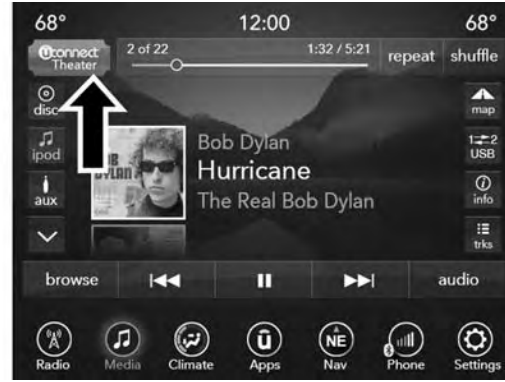 68° 12:00 68°
uconnect Theater
2 of 22 1:32 / 5:21 repeat shuffle
disc
map
ipod
Bob Dylan
1 2 USB
Hurricane
aux
The Real Bob Dylan
info
trks
browse audio
Radio Media Climate Apps Nav Phone Settings
NE